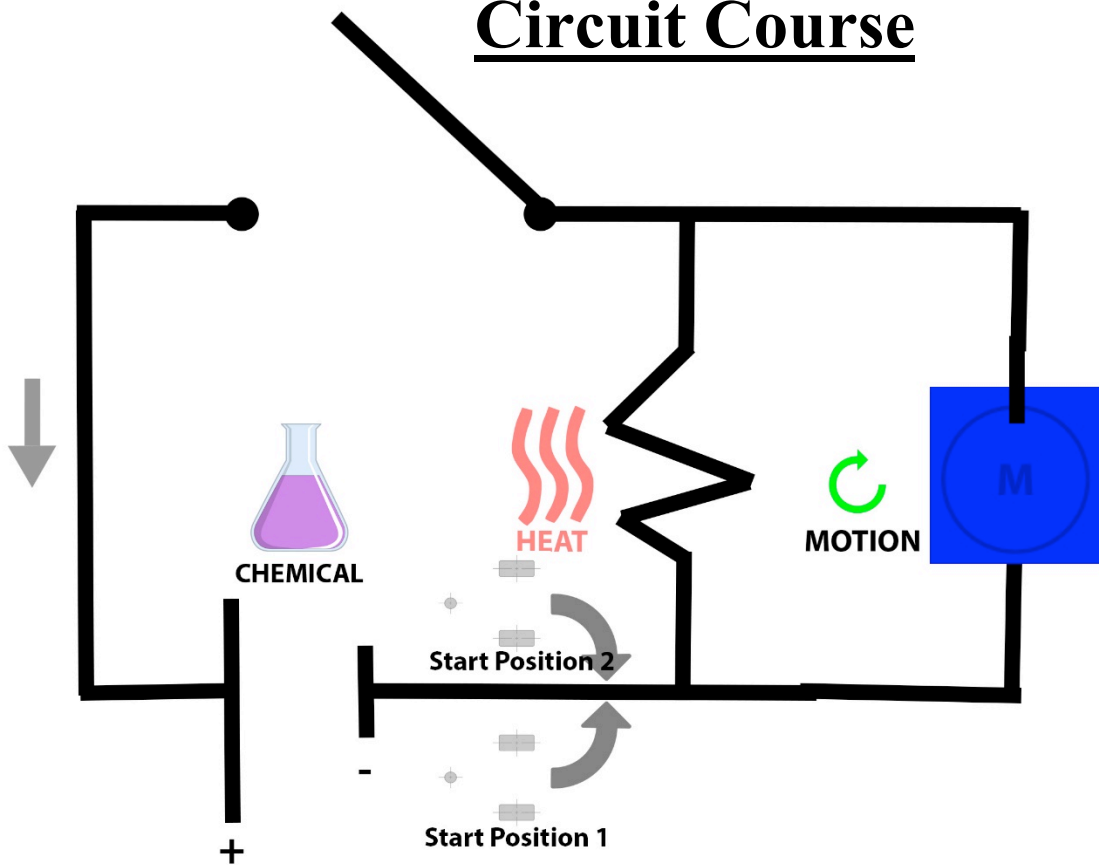 Circuit Course
HEAT
MOTION
M
CHEMICAL
Start Position 2
-
Start Position 1
+